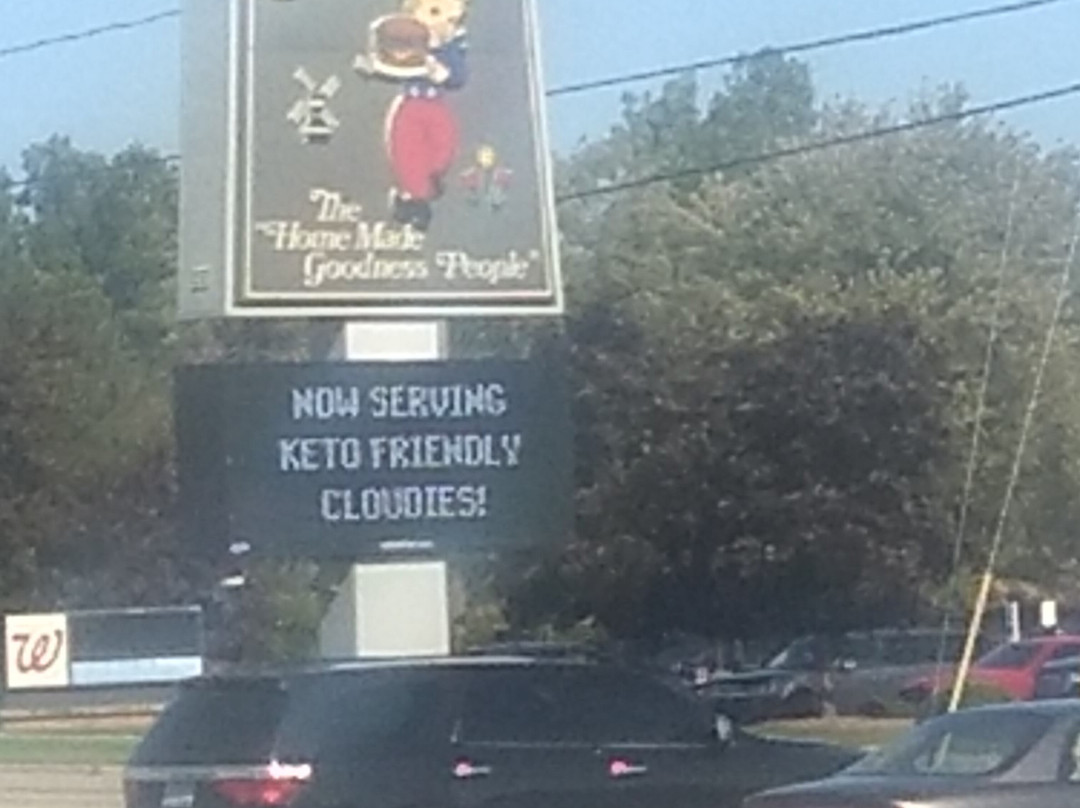 The
"Home Made
Goodness People"
NOW SERVING
KETO FRIENDLY
CLOUDIES!
W